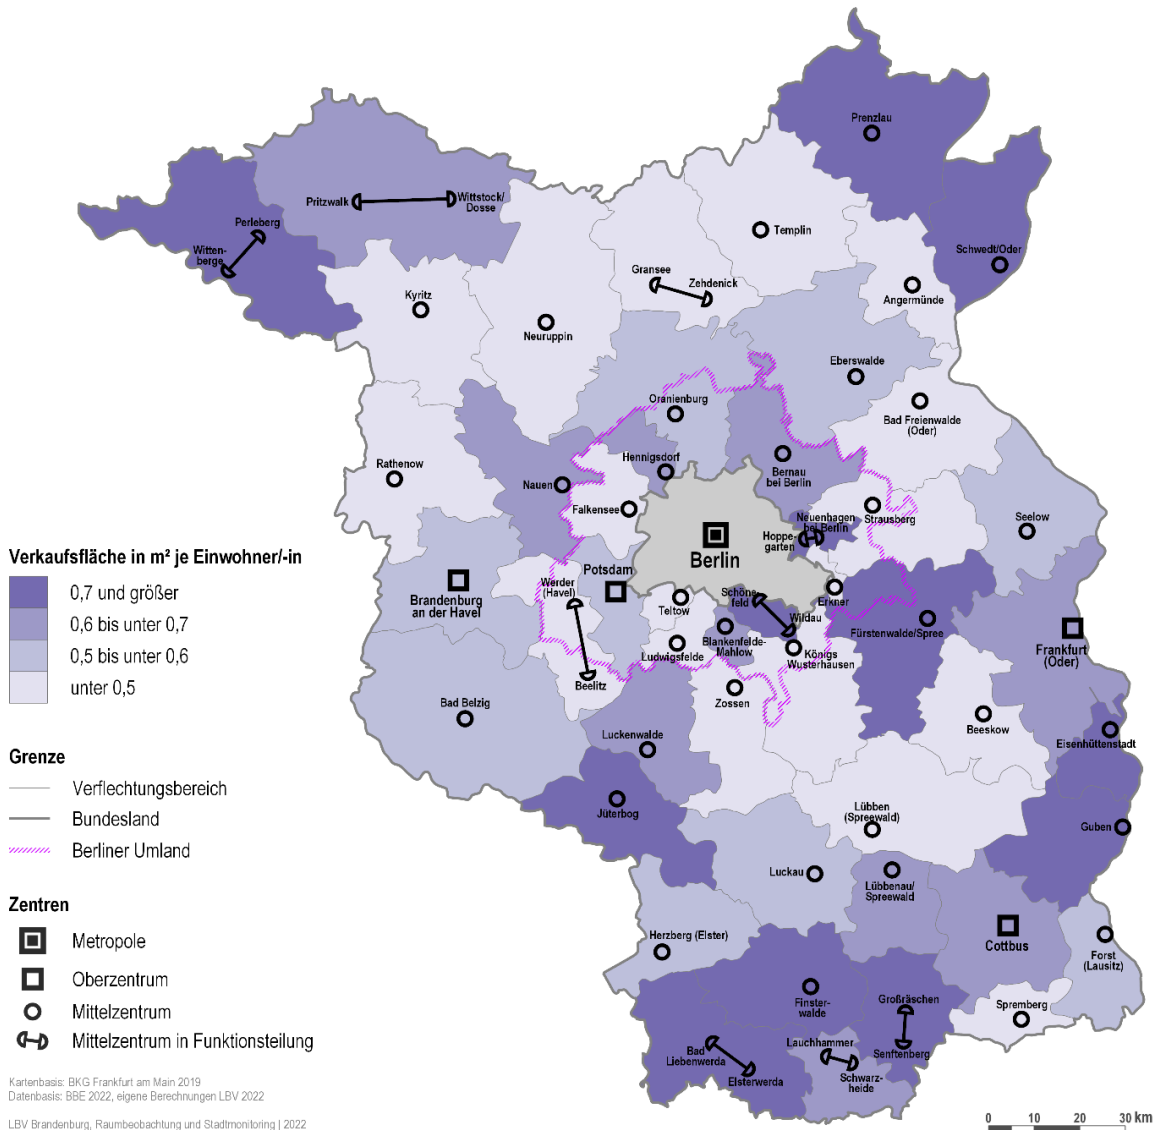 Prenzlau
Pritzwalk
Wittstock/
Dosse
Perleberg
Witten-
berge
Templin
Schwedt/Oder
Gransee
Zehdenick
Angermünde
Kyritz
Neuruppin
Eberswalde
Oranienburg
Bad Freienwalde
(Oder)
Hennigsdorf
Bernau
bei Berlin
Rathenow
Nauen
Falkensee
Neuenhagen
bei Berlin
Strausberg
Seelow
Hoppe-
garten
Berlin
Verkaufsfläche in m² je Einwohner/-in
0,7 und größer
0,6 bis unter 0,7
0,5 bis unter 0,6
unter 0,5
Potsdam
Werder
(Havel)
Brandenburg
an der Havel
Teltow
Schöne-
feld
Erkner
Wildau
Fürstenwalde/Spree
Blankenfelde-
Mahlow
Ludwigsfelde
Königs
Wusterhausen
Frankfurt
(Oder)
Beelitz
Zossen
Bad Belzig
Beeskow
Luckenwalde
Eisenhüttenstadt
Grenze
Verflechtungsbereich
Bundesland
Berliner Umland
Jüterbog
Lübben
(Spreewald)
Guben
Luckau
Lübbenau/
Spreewald
Zentren
Metropole
Oberzentrum
Mittelzentrum
Mittelzentrum in Funktionsteilung
Herzberg (Elster)
Cottbus
Forst
(Lausitz)
Finster-
walde
Großräschen
Spremberg
Lauchhammer
Senftenberg
Bad
Liebenwerda
Elsterwerda
Schwarz-
heide
Kartenbasis: BKG Frankfurt am Main 2019
Datenbasis: BBE 2022, eigene Berechnungen LBV 2022
LBV Brandenburg, Raumbeobachtung und Stadtmonitoring | 2022
0 10 20 30 km